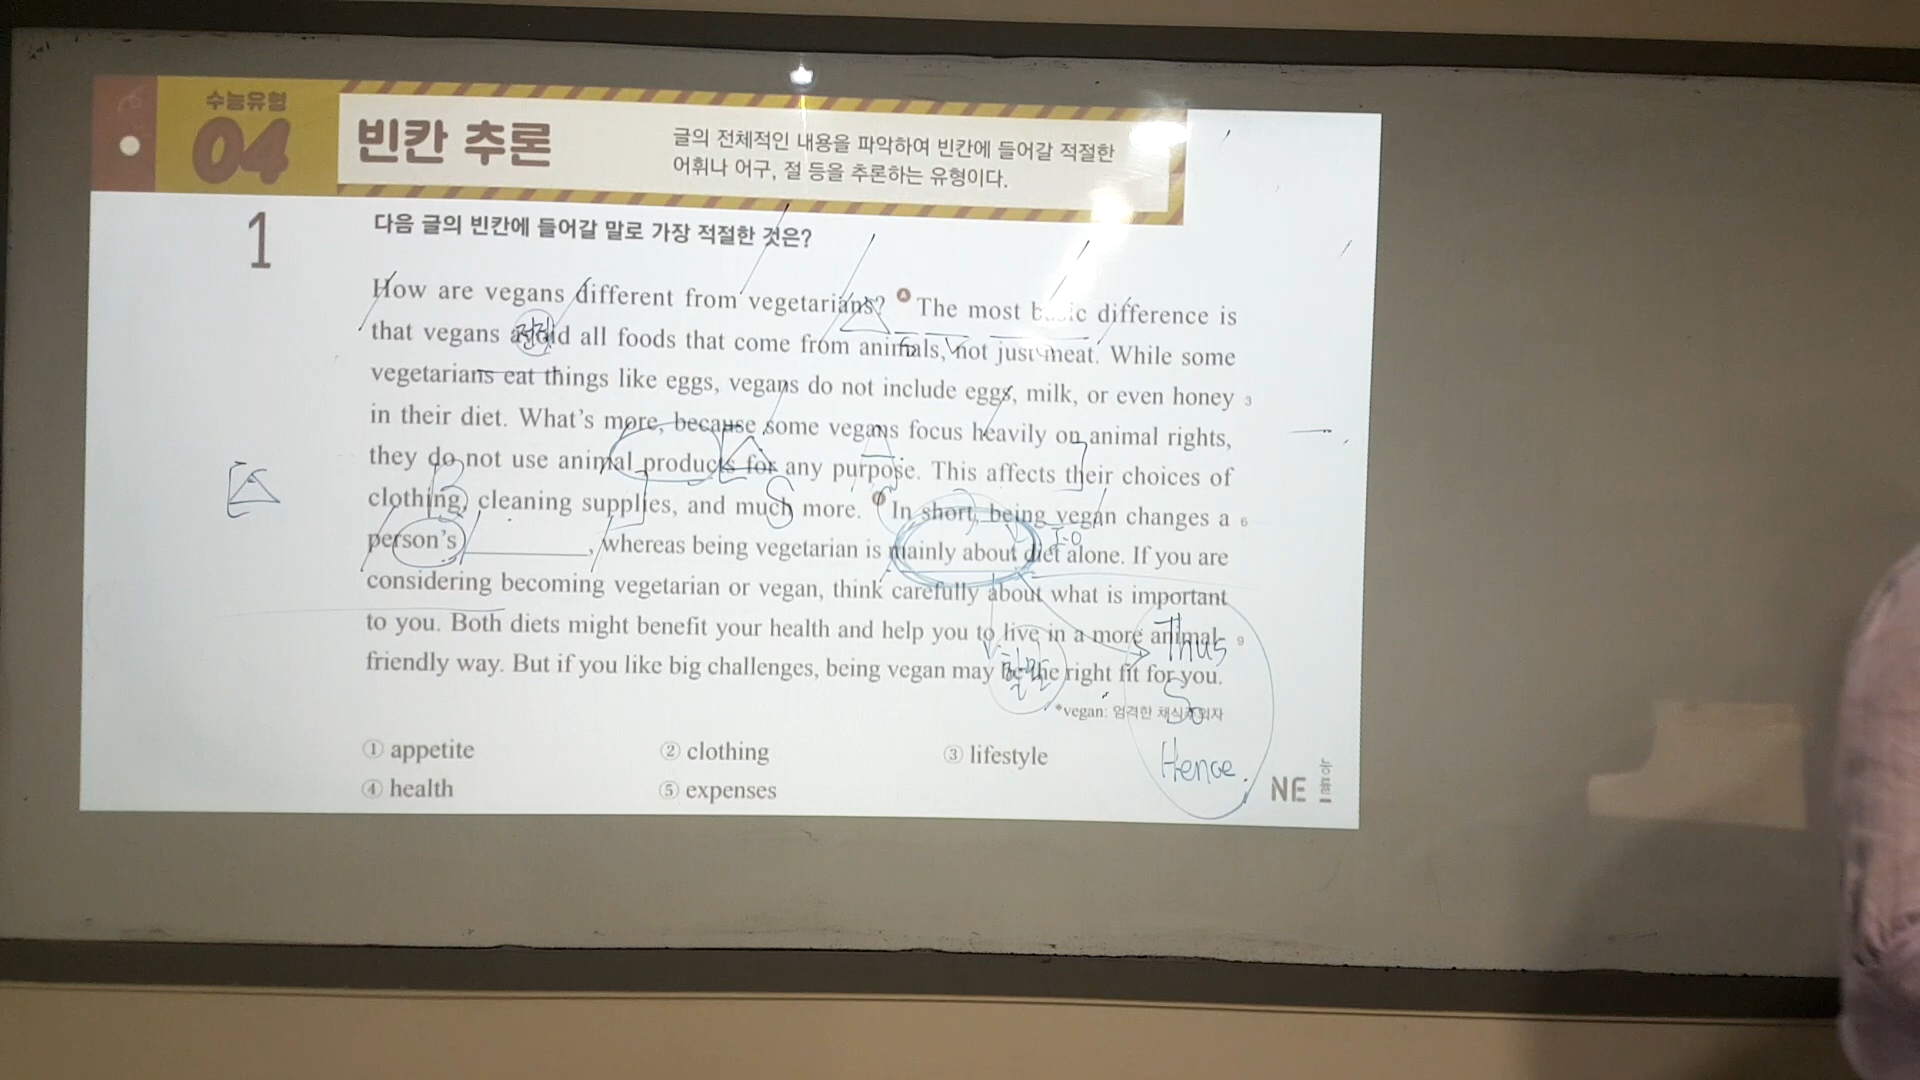 수능유형
04
빈칸 추론
글의 전체적인 내용을 파악하여 빈칸에 들어갈 적절한
어휘나 어구, 절 등을 추론하는 유형이다.
1
다음 글의 빈칸에 들어갈 말로 가장 적절한 것은?
How are vegans different from vegetarians? The most basic difference is
that vegans avoid all foods that come from animals, not just meat. While some
vegetarians eat things like eggs, vegans do not include eggs, milk, or even honey 3
in their diet. What's more, because some vegans focus heavily on animal rights,
they do not use animal products for any purpose. This affects their choices of
clothing, cleaning supplies, and much more. In short, being vegan changes a 6
person's __________, whereas being vegetarian is mainly about diet alone. If you are
considering becoming vegetarian or vegan, think carefully about what is important
to you. Both diets might benefit your health and help you to live in a more animal- 9
friendly way. But if you like big challenges, being vegan may be the right fit for you.
*vegan: 엄격한 채식주의자
Thus
So
Hence
① appetite ② clothing ③ lifestyle
④ health ⑤ expenses
NE 능률